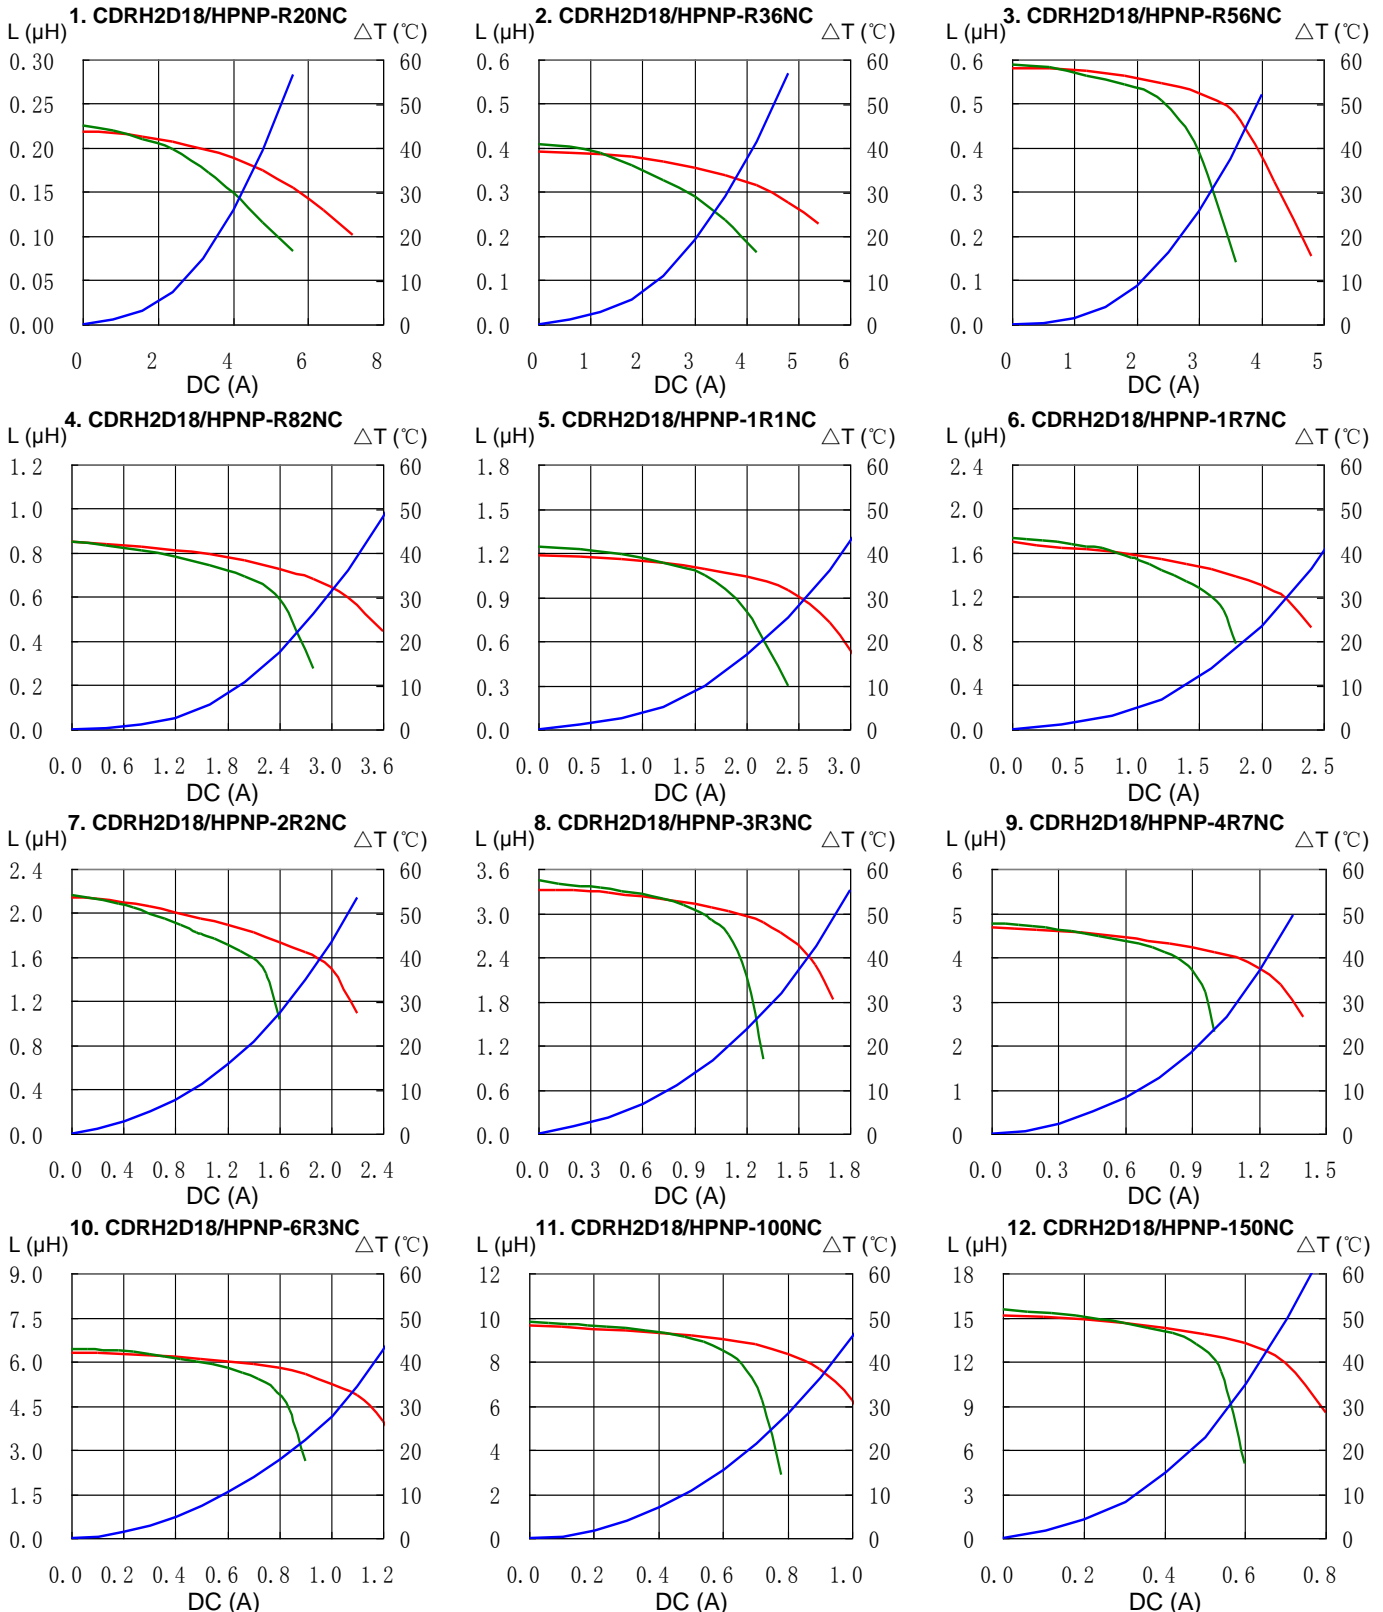 1. CDRH2D18/HPNP-R20NC
L (μH) △T (℃)
0.30 60
0.25 50
0.20 40
0.15 30
0.10 20
0.05 10
0.00 0
0 2 4 6 8
DC (A)
2. CDRH2D18/HPNP-R36NC
L (μH) △T (℃)
0.6 60
0.5 50
0.4 40
0.3 30
0.2 20
0.1 10
0.0 0
0 1 2 3 4 5 6
DC (A)
3. CDRH2D18/HPNP-R56NC
L (μH) △T (℃)
0.6 60
0.5 50
0.4 40
0.3 30
0.2 20
0.1 10
0.0 0
0 1 2 3 4 5
DC (A)
4. CDRH2D18/HPNP-R82NC
L (μH) △T (℃)
1.2 60
1.0 50
0.8 40
0.6 30
0.4 20
0.2 10
0.0 0
0.0 0.6 1.2 1.8 2.4 3.0 3.6
DC (A)
5. CDRH2D18/HPNP-1R1NC
L (μH) △T (℃)
1.8 60
1.5 50
1.2 40
0.9 30
0.6 20
0.3 10
0.0 0
0.0 0.5 1.0 1.5 2.0 2.5 3.0
DC (A)
6. CDRH2D18/HPNP-1R7NC
L (μH) △T (℃)
2.4 60
2.0 50
1.6 40
1.2 30
0.8 20
0.4 10
0.0 0
0.0 0.5 1.0 1.5 2.0 2.5
DC (A)
7. CDRH2D18/HPNP-2R2NC
L (μH) △T (℃)
2.4 60
2.0 50
1.6 40
1.2 30
0.8 20
0.4 10
0.0 0
0.0 0.4 0.8 1.2 1.6 2.0 2.4
DC (A)
8. CDRH2D18/HPNP-3R3NC
L (μH) △T (℃)
3.6 60
3.0 50
2.4 40
1.8 30
1.2 20
0.6 10
0.0 0
0.0 0.3 0.6 0.9 1.2 1.5 1.8
DC (A)
9. CDRH2D18/HPNP-4R7NC
L (μH) △T (℃)
6 60
5 50
4 40
3 30
2 20
1 10
0 0
0.0 0.3 0.6 0.9 1.2 1.5
DC (A)
10. CDRH2D18/HPNP-6R3NC
L (μH) △T (℃)
9.0 60
7.5 50
6.0 40
4.5 30
3.0 20
1.5 10
0.0 0
0.0 0.2 0.4 0.6 0.8 1.0 1.2
DC (A)
11. CDRH2D18/HPNP-100NC
L (μH) △T (℃)
12 60
10 50
8 40
6 30
4 20
2 10
0 0
0.0 0.2 0.4 0.6 0.8 1.0
DC (A)
12. CDRH2D18/HPNP-150NC
L (μH) △T (℃)
18 60
15 50
12 40
9 30
6 20
3 10
0 0
0.0 0.2 0.4 0.6 0.8
DC (A)